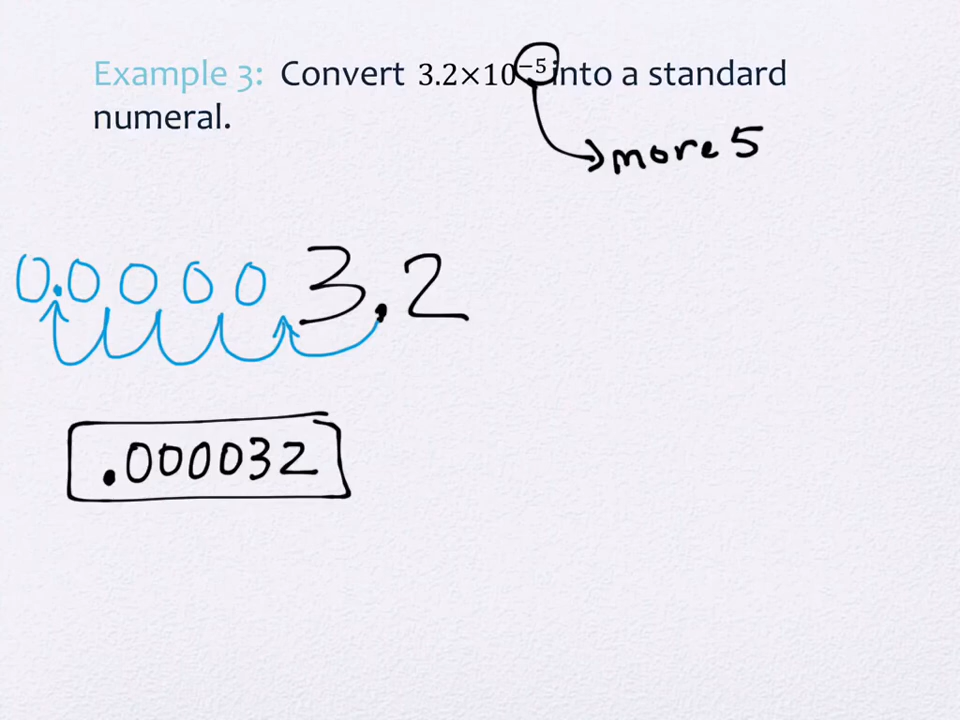 Example 3: Convert 3.2×10⁻⁵ into a standard
numeral.
more 5
0.0000 3.2
.000032